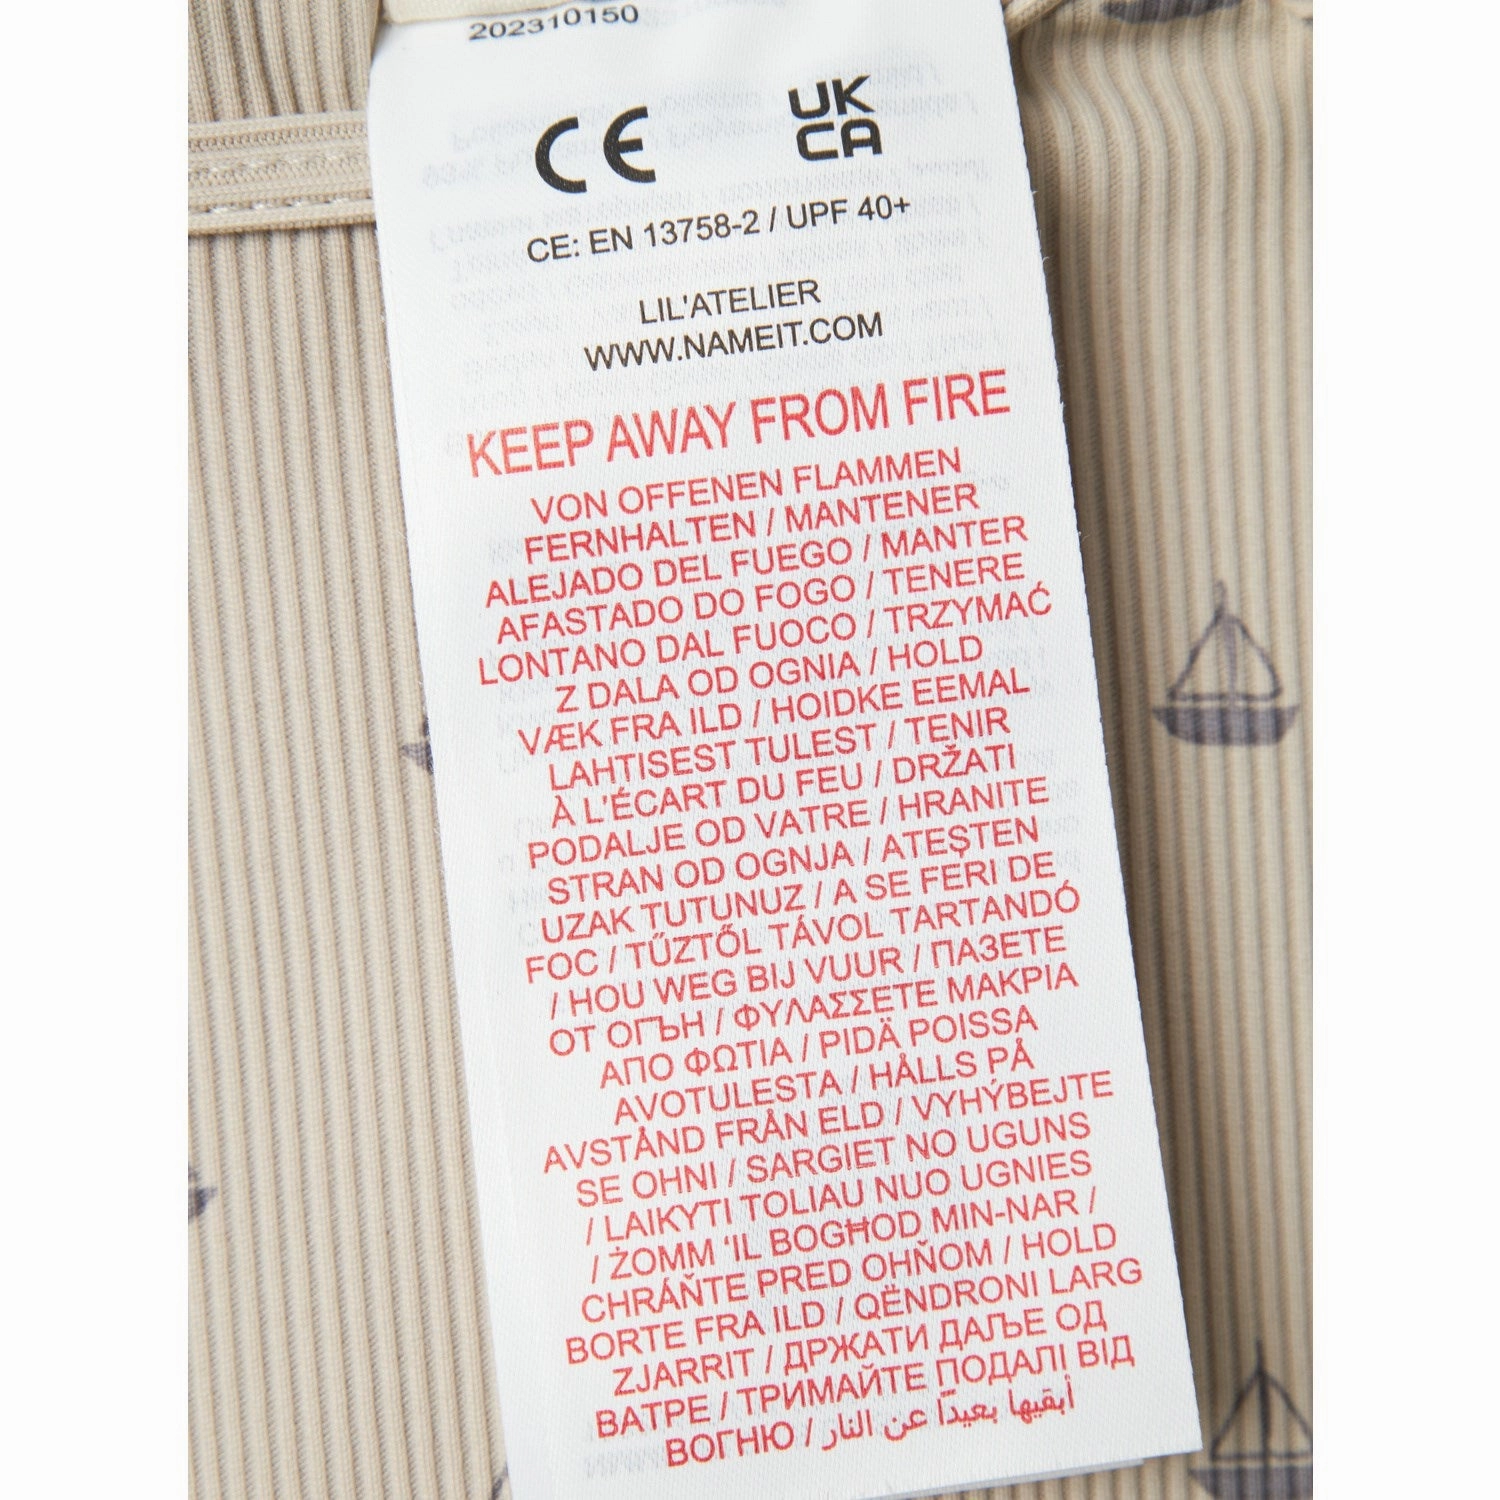 202310150
CE UK
CA
CE: EN 13758-2 / UPF 40+
LIL'ATELIER
WWW.NAMEIT.COM
KEEP AWAY FROM FIRE
VON OFFENEN FLAMMEN
FERNHALTEN / MANTENER
ALEJADO DEL FUEGO / MANTER
AFASTADO DO FOGO / TENERE
LONTANO DAL FUOCO / TRZYMAĆ
Z DALA OD OGNIA / HOLD
VÆK FRA ILD / HOIDKE EEMAL
LAHTISEST TULEST / TENIR
À L'ÉCART DU FEU / DRŽATI
PODALJE OD VATRE / HRANITE
STRAN OD OGNJA / ATEŞTEN
UZAK TUTUNUZ / A SE FERI DE
FOC / TŰZTŐL TÁVOL TARTANDÓ
/ HOU WEG BIJ VUUR / ПАЗЕТЕ
ОТ ОГЪН / ΦΥΛΑΣΣΕΤΕ ΜΑΚΡΙΑ
ΑΠΟ ΦΩΤΙΑ / PIDÄ POISSA
AVOTULESTA / HÅLLS PÅ
AVSTÅND FRÅN ELD / VYHÝBEJTE
SE OHNI / SARGIET NO UGUNS
/ LAIKYTI TOLIAU NUO UGNIES
/ ŻOMM 'IL BOGĦOD MIN-NAR /
CHRÁŇTE PRED OHŇOM / HOLD
BORTE FRA ILD / QËNDRONI LARG
ZJARRIT / ДРЖАТИ ДАЉЕ ОД
ВАТРЕ / ТРИМАЙТЕ ПОДАЛІ ВІД
ВОГНЮ / أبقيها بعيدًا عن النار